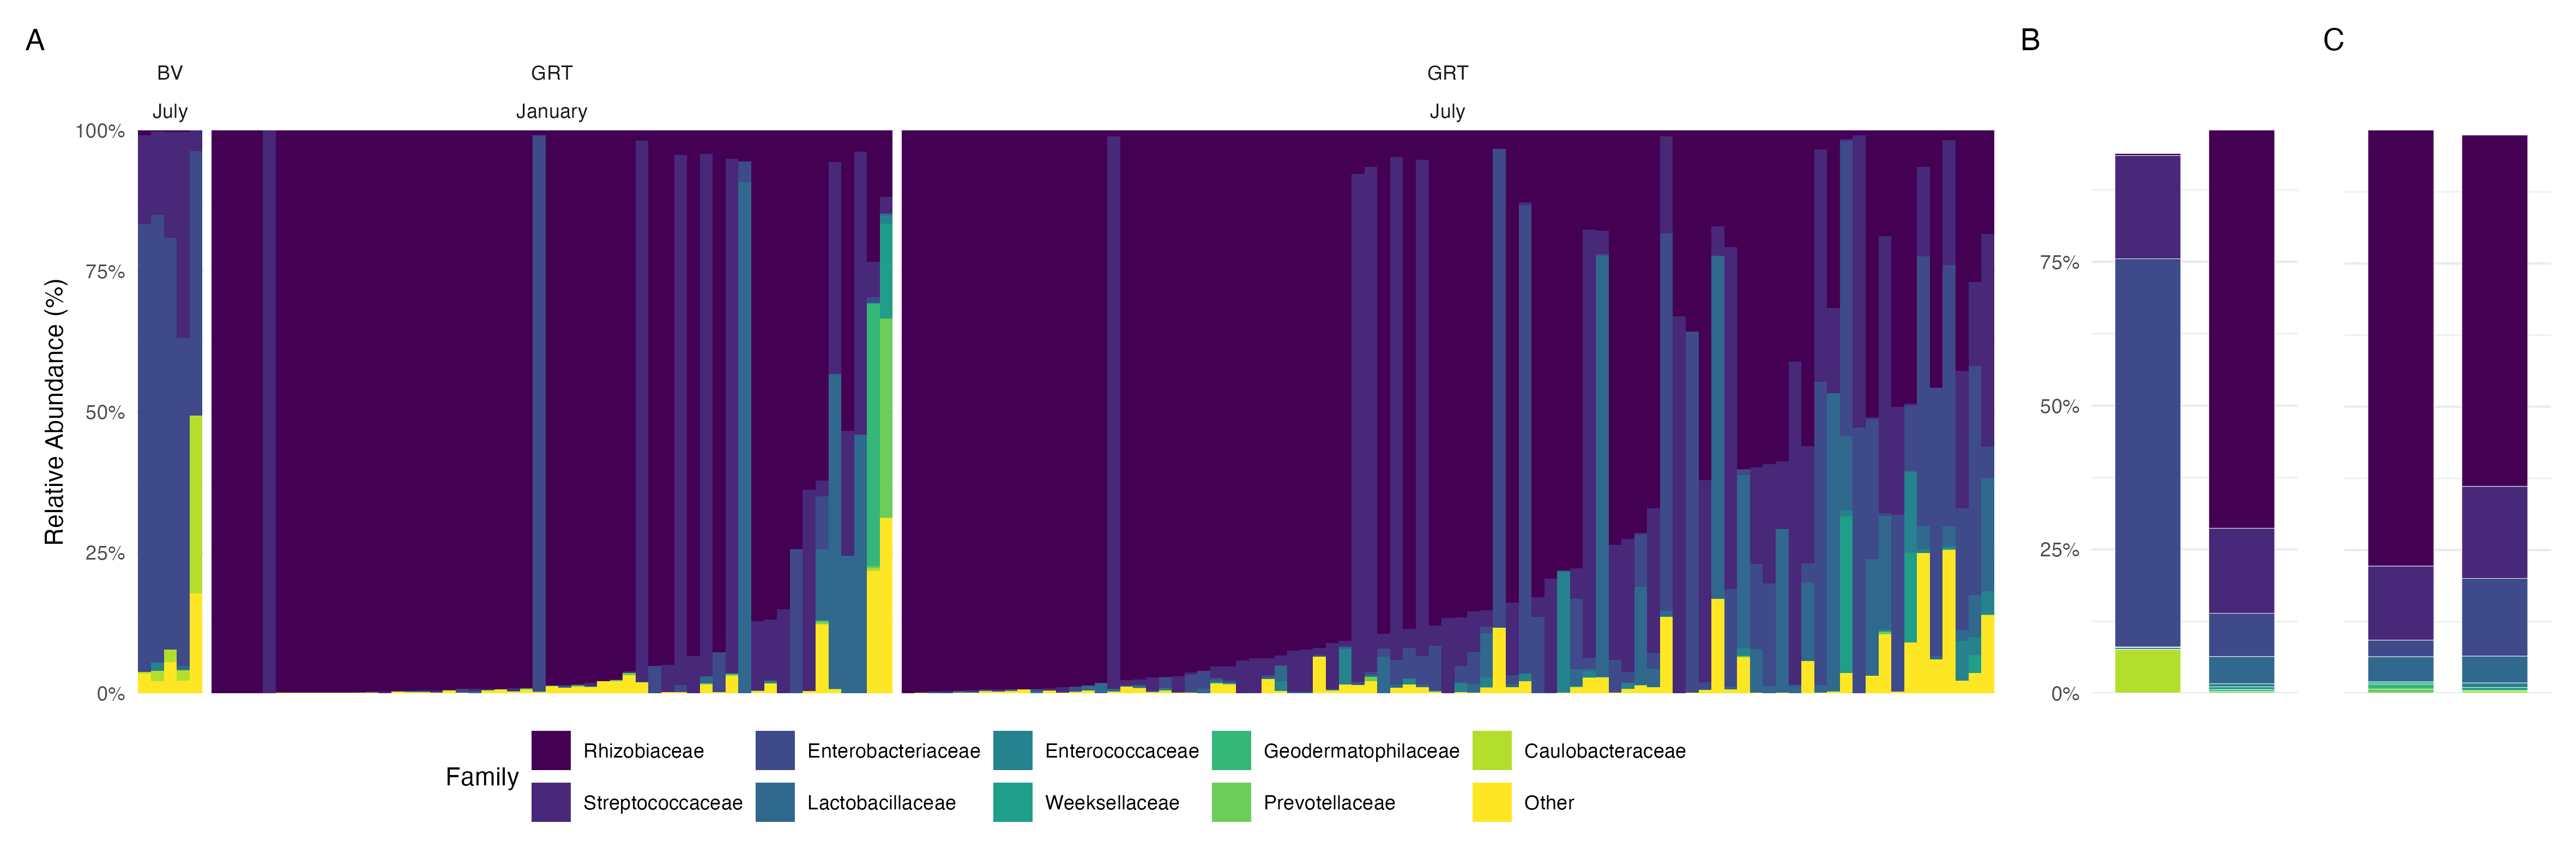 A
B
C
BV
GRT
GRT
July
January
July
100%
75%
50%
25%
0%
Relative Abundance (%)
75%
50%
25%
0%
Family
Rhizobiaceae
Enterobacteriaceae
Enterococcaceae
Geodermatophilaceae
Caulobacteraceae
Streptococcaceae
Lactobacillaceae
Weeksellaceae
Prevotellaceae
Other